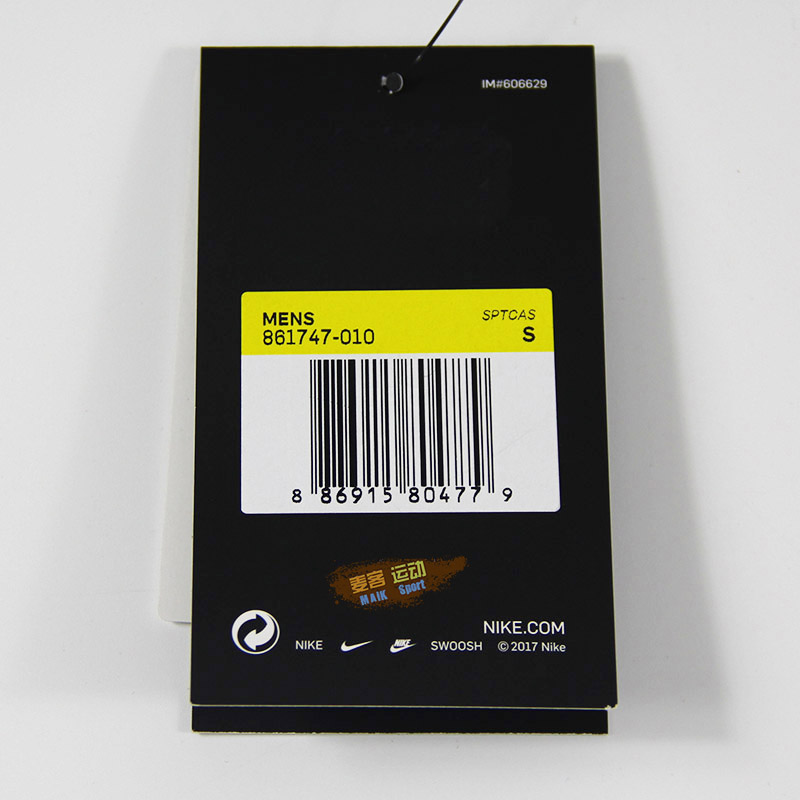 IM#606629
MENS
SPTCAS
861747-010
S
8 86915 80477 9
麦客 运动
MAIK Sport
NIKE.COM
NIKE NIKE SWOOSH © 2017 Nike